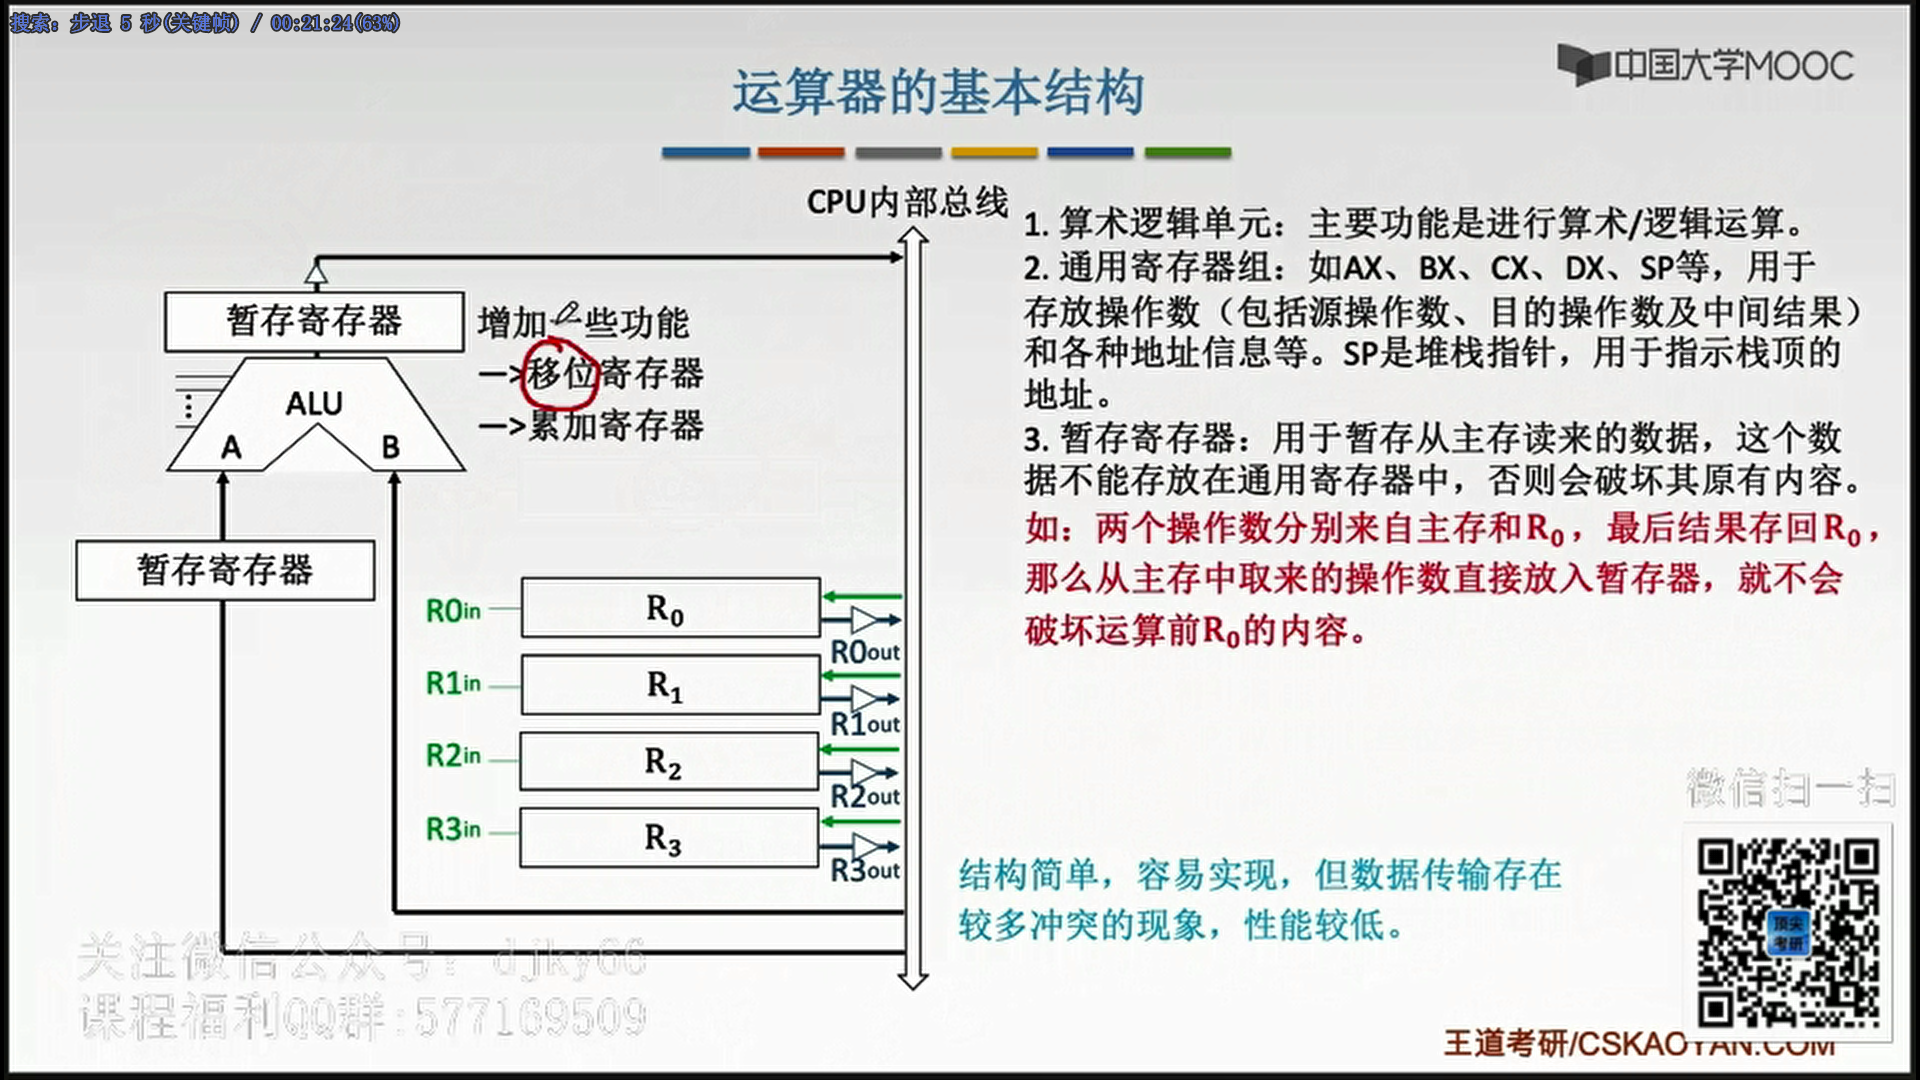 搜索: 步退 5 秒(关键帧) / 00:21:24(63%)
中国大学MOOC
运算器的基本结构
CPU内部总线
暂存寄存器
增加一些功能
—>移位寄存器
—>累加寄存器
ALU
A
B
暂存寄存器
R0in
R0
R0out
R1in
R1
R1out
R2in
R2
R2out
R3in
R3
R3out
1. 算术逻辑单元：主要功能是进行算术/逻辑运算。
2. 通用寄存器组：如AX、BX、CX、DX、SP等，用于
存放操作数（包括源操作数、目的操作数及中间结果）
和各种地址信息等。SP是堆栈指针，用于指示栈顶的
地址。
3. 暂存寄存器：用于暂存从主存读来的数据，这个数
据不能存放在通用寄存器中，否则会破坏其原有内容。
如：两个操作数分别来自主存和R0，最后结果存回R0，
那么从主存中取来的操作数直接放入暂存器，就不会
破坏运算前R0的内容。
结构简单，容易实现，但数据传输存在
较多冲突的现象，性能较低。
微信扫一扫
顶尖
考研
关注微信公众号: djky66
课程福利QQ群:577169509
王道考研/CSKAOYAN.COM